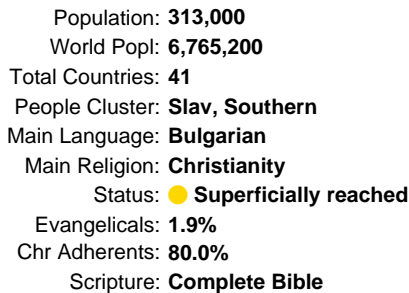 Population: 313,000
World Popl: 6,765,200
Total Countries: 41
People Cluster: Slav, Southern
Main Language: Bulgarian
Main Religion: Christianity
Status: Superficially reached
Evangelicals: 1.9%
Chr Adherents: 80.0%
Scripture: Complete Bible